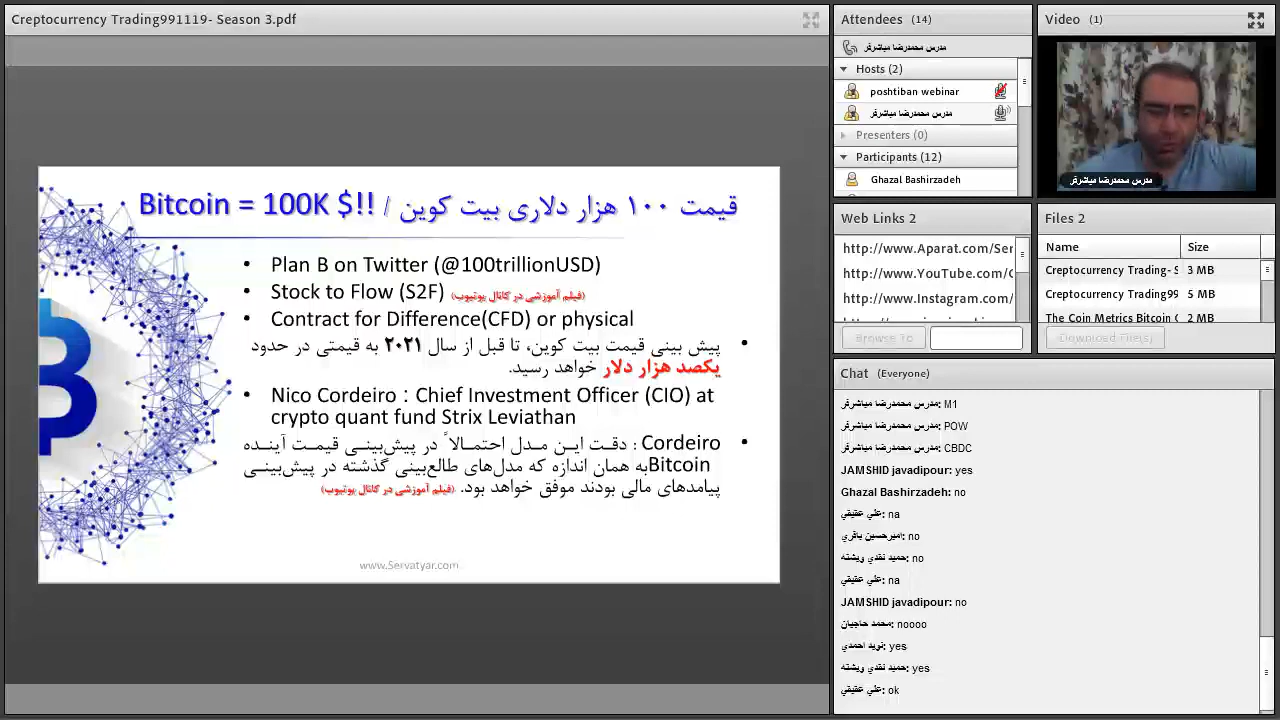 Creptocurrency Trading991119- Season 3.pdf
قیمت ۱۰۰ هزار دلاری بیت کوین / Bitcoin = 100K $!!
• Plan B on Twitter (@100trillionUSD)
• Stock to Flow (S2F) (فیلم آموزشی در کانال یوتیوب)
• Contract for Difference(CFD) or physical
• پیش بینی قیمت بیت کوین، تا قبل از سال ۲۰۲۱ به قیمتی در حدود
یکصد هزار دلار خواهد رسید.
• Nico Cordeiro : Chief Investment Officer (CIO) at
crypto quant fund Strix Leviathan
• Cordeiro : دقت این مدل احتمالاً در پیش‌بینی قیمت آینده
Bitcoin به همان اندازه که مدل‌های طالع‌بینی گذشته در پیش‌بینی
پیامدهای مالی بودند موفق خواهد بود. (فیلم آموزشی در کانال یوتیوب)
www.Servatyar.com
Attendees (14)
مدرس محمدرضا میاشرفر
Hosts (2)
poshtiban webinar
مدرس محمدرضا میاشرفر
Presenters (0)
Participants (12)
Ghazal Bashirzadeh
Video (1)
مدرس محمدرضا میاشرفر
Web Links 2
http://www.Aparat.com/Ser
http://www.YouTube.com/C
http://www.Instagram.com/
Browse To
Files 2
Name Size
Creptocurrency Trading- S 3 MB
Creptocurrency Trading99 5 MB
The Coin Metrics Bitcoin C 2 MB
Download File(s)
Chat (Everyone)
مدرس محمدرضا میاشرفر: M1
مدرس محمدرضا میاشرفر: POW
مدرس محمدرضا میاشرفر: CBDC
JAMSHID javadipour: yes
Ghazal Bashirzadeh: no
علي عقيقي: na
اميرحسين باقري: no
حميد نقدي ويشته: no
علي عقيقي: na
JAMSHID javadipour: no
محمد حاجيان: noooo
نويد احمدي: yes
حميد نقدي ويشته: yes
علي عقيقي: ok